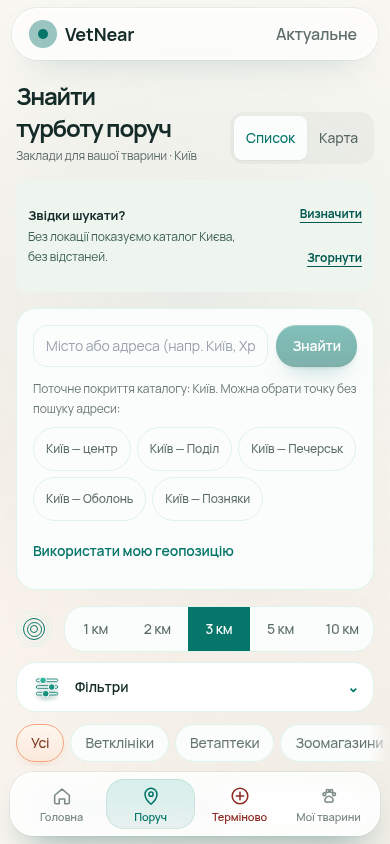 VetNear
Актуальне
Знайти
турботу поруч
Заклади для вашої тварини · Київ
Список
Карта
Звідки шукати?
Без локації показуємо каталог Києва,
без відстаней.
Визначити
Згорнути
Місто або адреса (напр. Київ, Хр
Знайти
Поточне покриття каталогу: Київ. Можна обрати точку без
пошуку адреси:
Київ — центр
Київ — Поділ
Київ — Печерськ
Київ — Оболонь
Київ — Позняки
Використати мою геопозицію
1 км
2 км
3 км
5 км
10 км
Фільтри
Усі
Ветклініки
Ветаптеки
Зоомагазини
Головна
Поруч
Терміново
Мої тварини